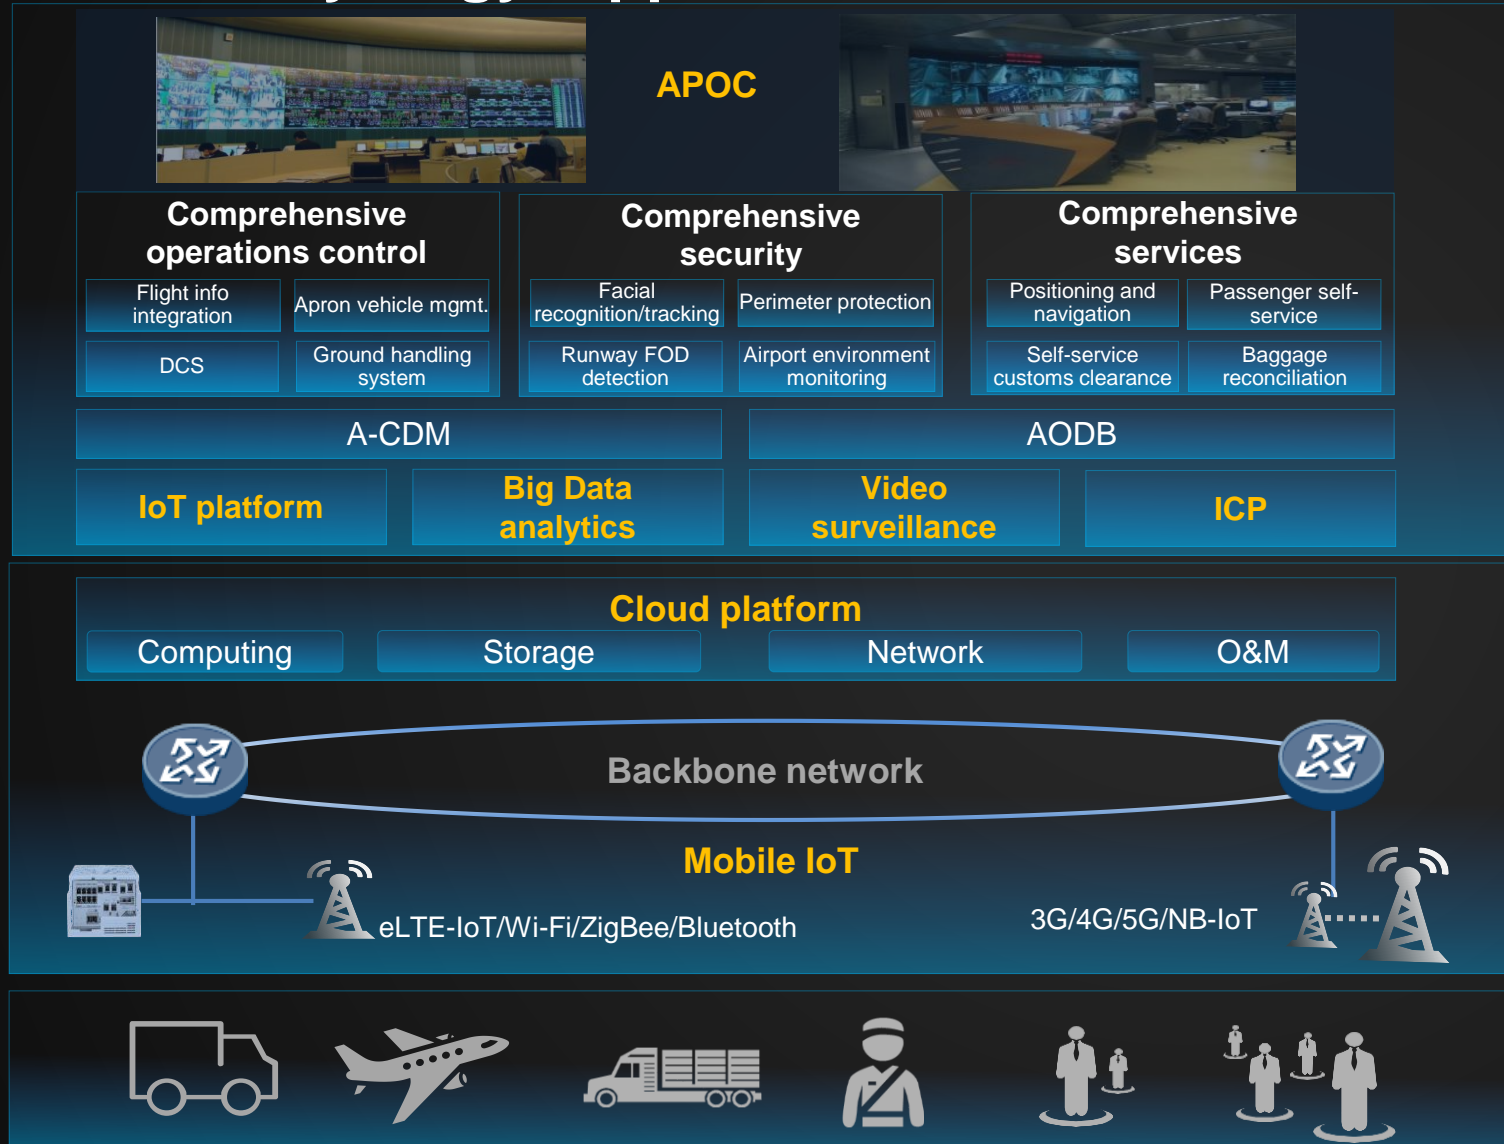 APOC
Comprehensive
operations control
Comprehensive
security
Comprehensive
services
Flight info
integration
Apron vehicle mgmt.
DCS
Ground handling
system
Facial
recognition/tracking
Perimeter protection
Runway FOD
detection
Airport environment
monitoring
Positioning and
navigation
Passenger self-
service
Self-service
customs clearance
Baggage
reconciliation
A-CDM
AODB
IoT platform
Big Data
analytics
Video
surveillance
ICP
Cloud platform
Computing
Storage
Network
O&M
Backbone network
Mobile IoT
eLTE-IoT/Wi-Fi/ZigBee/Bluetooth
3G/4G/5G/NB-IoT